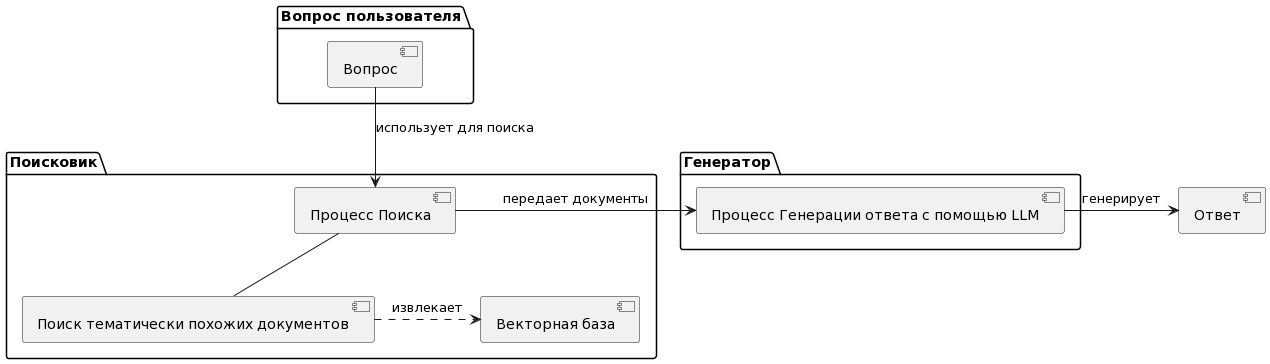 Вопрос пользователя
Вопрос
использует для поиска
Поисковик
Генератор
Процесс Поиска
передает документы
Процесс Генерации ответа с помощью LLM
генерирует
Ответ
Поиск тематически похожих документов
извлекает
Векторная база